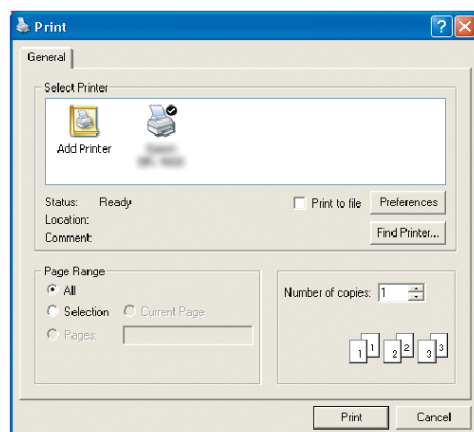 Print
General
Select Printer
Add Printer
Status: Ready
Location:
Comment:
Print to file
Preferences
Find Printer...
Page Range
All
Selection
Current Page
Pages:
Number of copies: 1
1 1 2 2 3 3
Print
Cancel